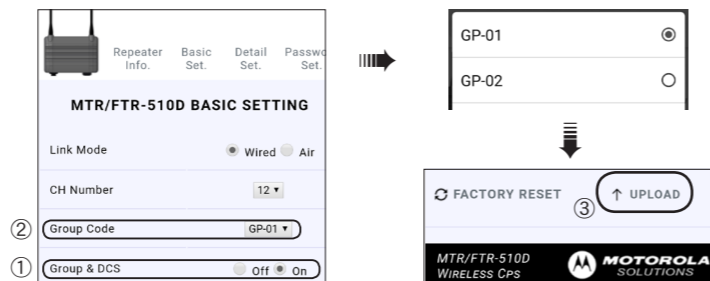 Repeater Info.
Basic Set.
Detail Set.
Passwo Set.
MTR/FTR-510D BASIC SETTING
Link Mode
Wired Air
CH Number
12
② Group Code
GP-01
① Group & DCS
Off On
GP-01
GP-02
FACTORY RESET
③ UPLOAD
MTR/FTR-510D
WIRELESS CPS
MOTOROLA
SOLUTIONS